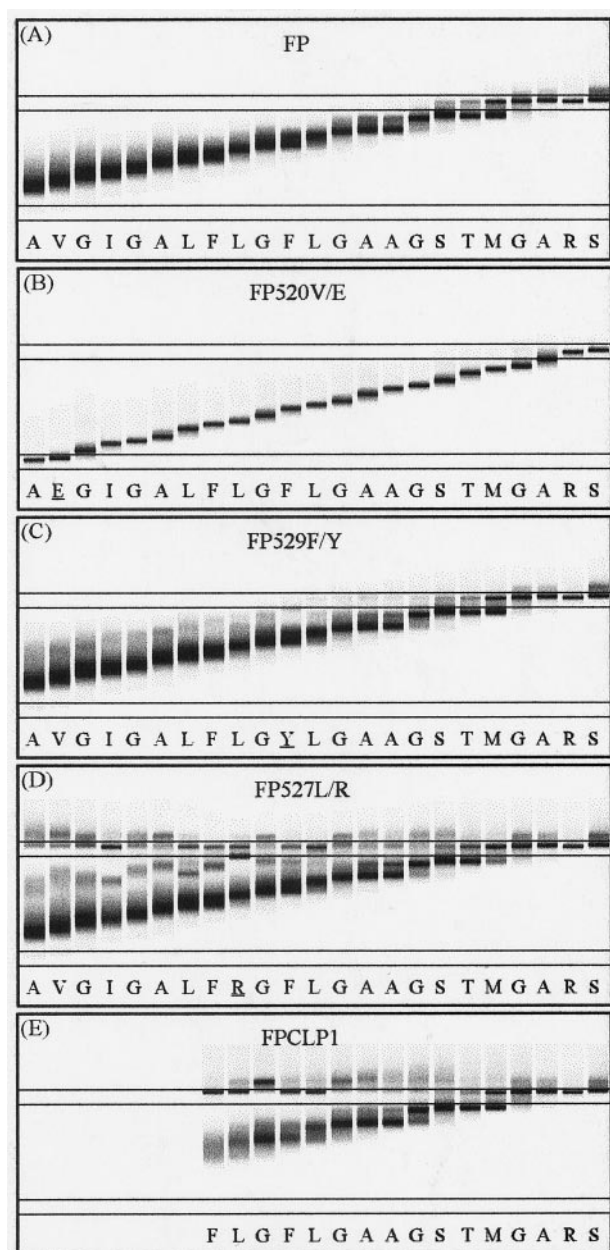 (A)
FP
A V G I G A L F L G F L G A A G S T M G A R S
(B)
FP520V/E
A E G I G A L F L G F L G A A G S T M G A R S
(C)
FP529F/Y
A V G I G A L F L G Y L G A A G S T M G A R S
(D)
FP527L/R
A V G I G A L F R G F L G A A G S T M G A R S
(E)
FPCLP1
F L G F L G A A G S T M G A R S